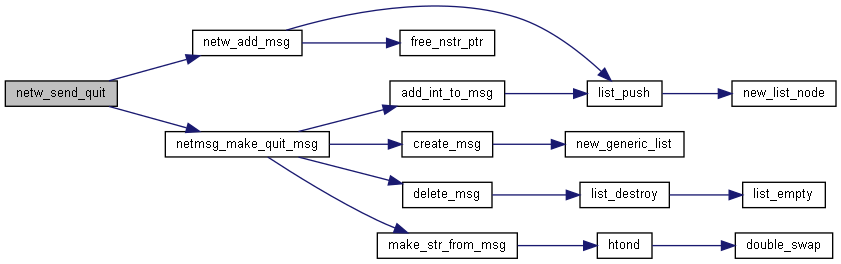 netw_add_msg
free_nstr_ptr
netw_send_quit
add_int_to_msg
list_push
new_list_node
netmsg_make_quit_msg
create_msg
new_generic_list
delete_msg
list_destroy
list_empty
make_str_from_msg
htond
double_swap